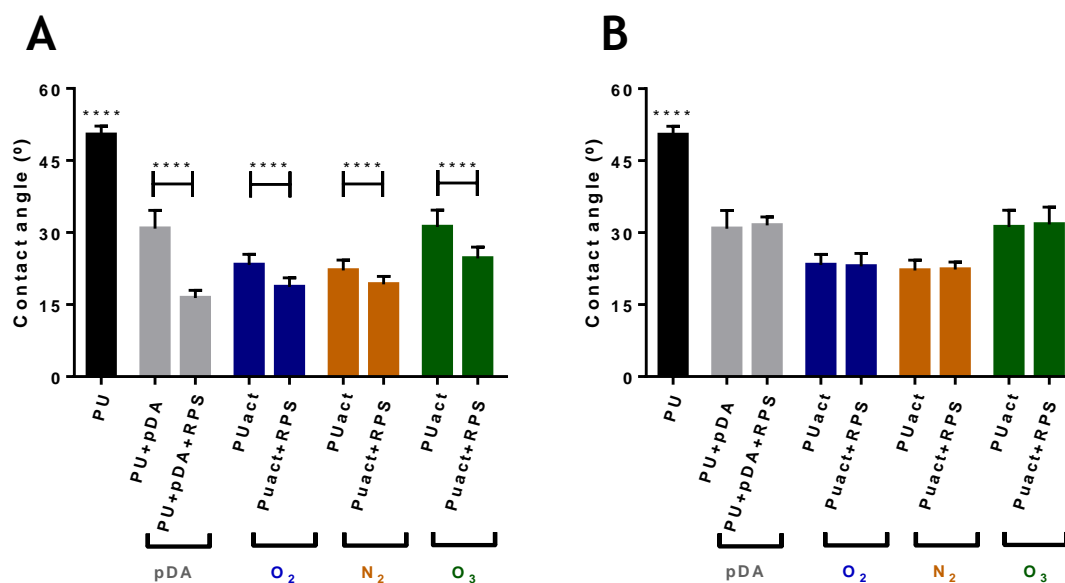 A
Contact angle (º)
60
45
30
15
0
****
****
****
****
****
PU
PU+pDA
PU+pDA+RPS
PUact
Puact+RPS
PUact
Puact+RPS
PUact
Puact+RPS
pDA
O2
N2
O3
B
Contact angle (º)
60
45
30
15
0
****
PU
PU+pDA
PU+pDA+RPS
PUact
Puact+RPS
PUact
Puact+RPS
PUact
Puact+RPS
pDA
O2
N2
O3